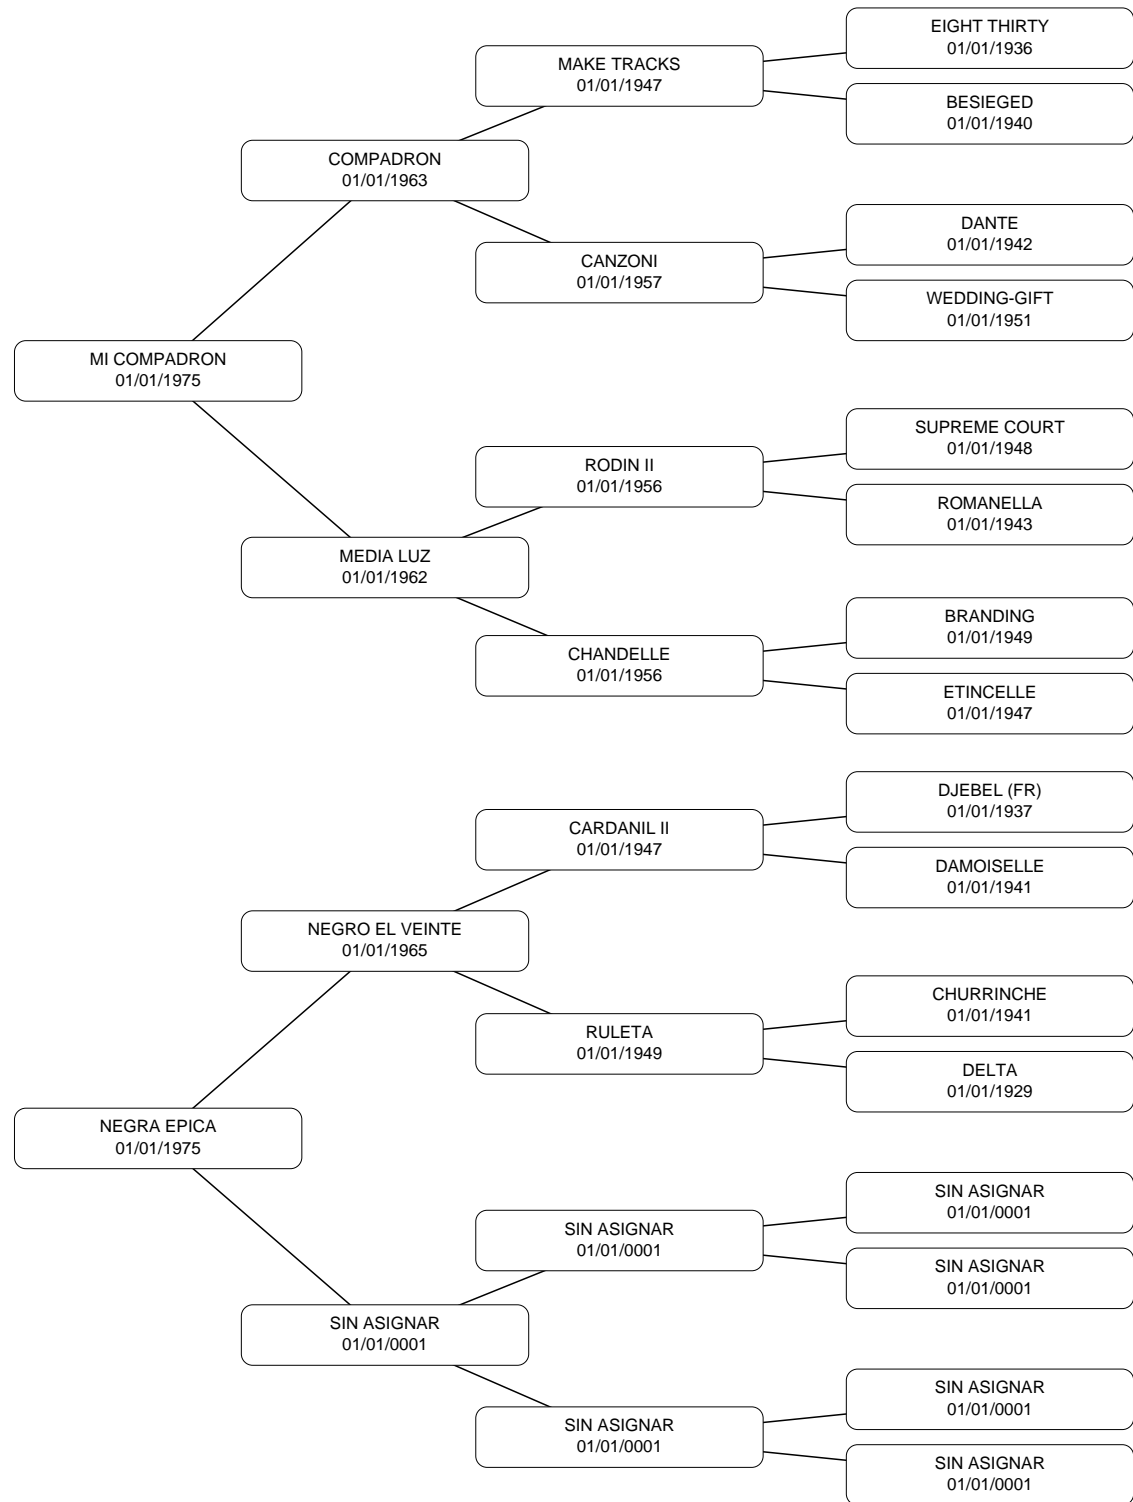 EIGHT THIRTY
01/01/1936
MAKE TRACKS
01/01/1947
BESIEGED
01/01/1940
COMPADRON
01/01/1963
DANTE
01/01/1942
CANZONI
01/01/1957
WEDDING-GIFT
01/01/1951
MI COMPADRON
01/01/1975
SUPREME COURT
01/01/1948
RODIN II
01/01/1956
ROMANELLA
01/01/1943
MEDIA LUZ
01/01/1962
BRANDING
01/01/1949
CHANDELLE
01/01/1956
ETINCELLE
01/01/1947
DJEBEL (FR)
01/01/1937
CARDANIL II
01/01/1947
DAMOISELLE
01/01/1941
NEGRO EL VEINTE
01/01/1965
CHURRINCHE
01/01/1941
RULETA
01/01/1949
DELTA
01/01/1929
NEGRA EPICA
01/01/1975
SIN ASIGNAR
01/01/0001
SIN ASIGNAR
01/01/0001
SIN ASIGNAR
01/01/0001
SIN ASIGNAR
01/01/0001
SIN ASIGNAR
01/01/0001
SIN ASIGNAR
01/01/0001
SIN ASIGNAR
01/01/0001